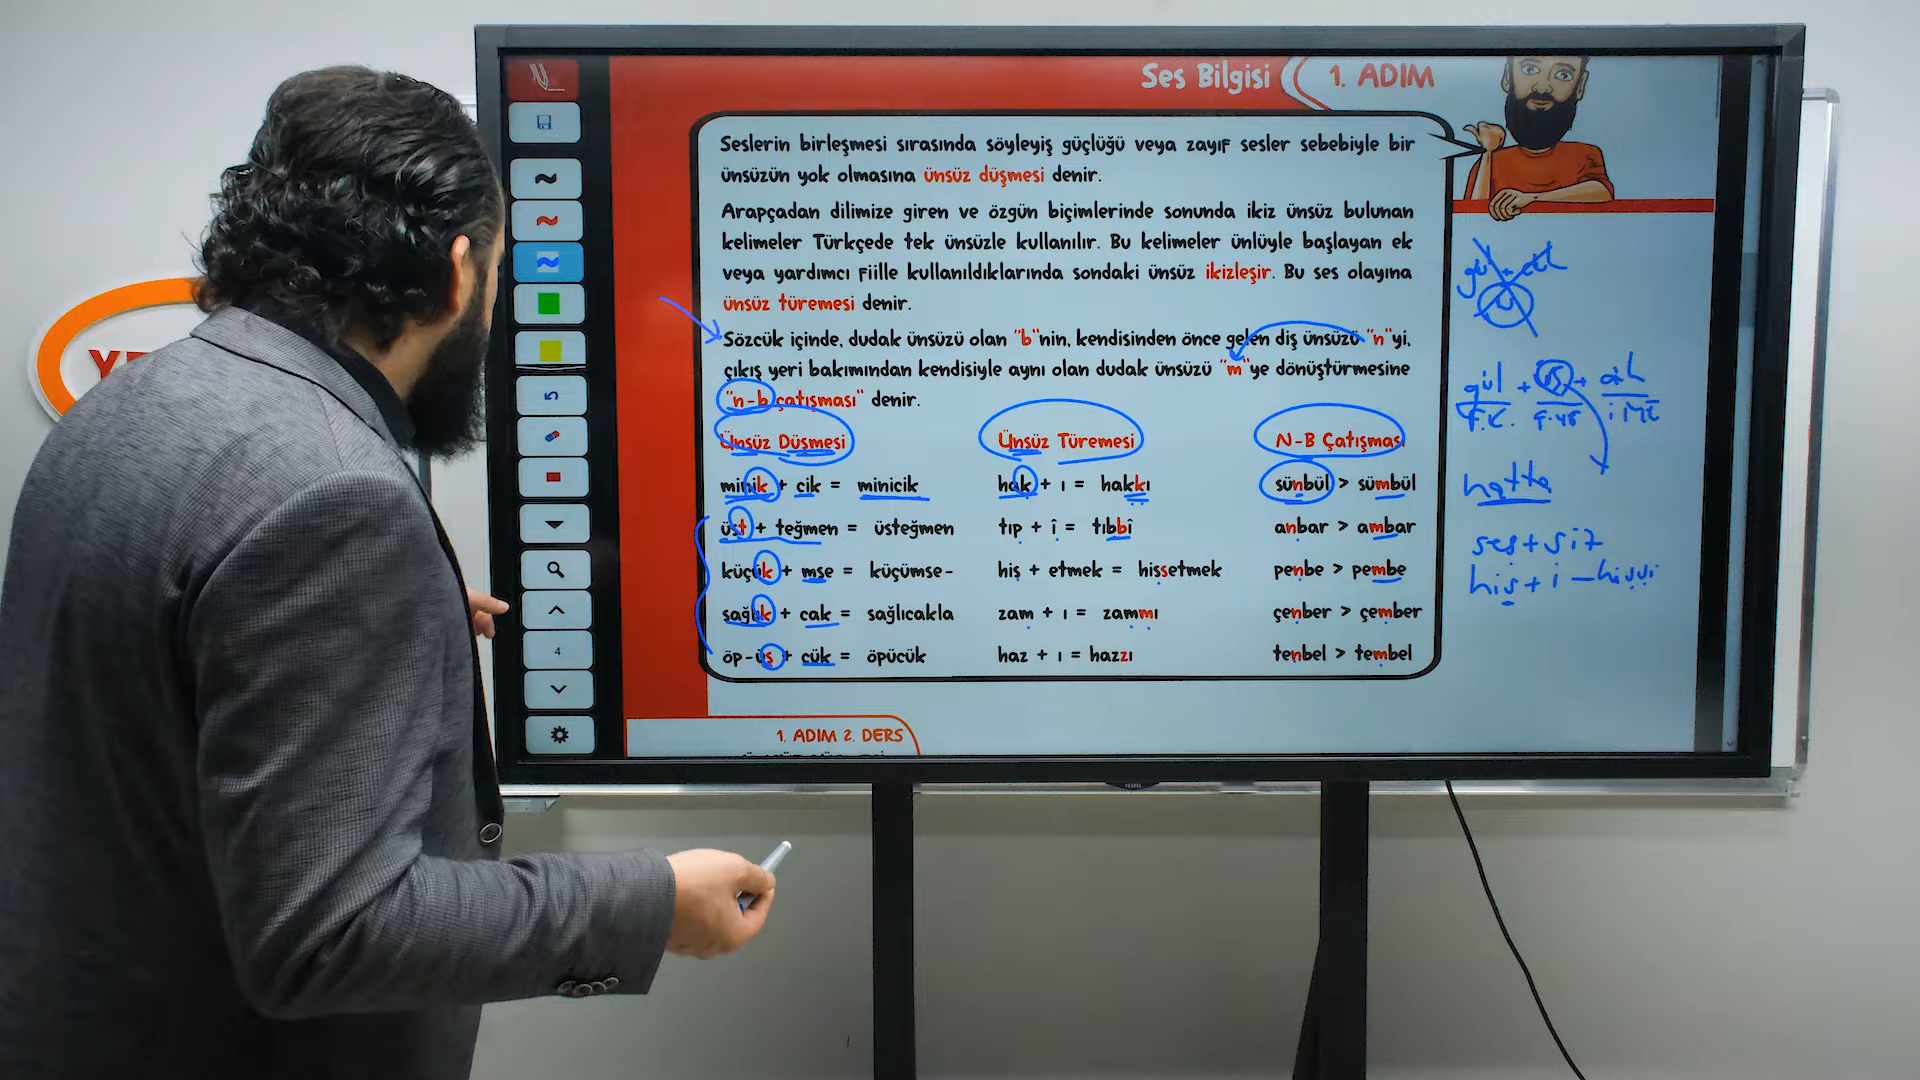 Ses Bilgisi
1. ADIM
Seslerin birleşmesi sırasında söyleyiş güçlüğü veya zayıf sesler sebebiyle bir
ünsüzün yok olmasına ünsüz düşmesi denir.
Arapçadan dilimize giren ve özgün biçimlerinde sonunda ikiz ünsüz bulunan
kelimeler Türkçede tek ünsüzle kullanılır. Bu kelimeler ünlüyle başlayan ek
veya yardımcı fiille kullanıldıklarında sondaki ünsüz ikizleşir. Bu ses olayına
ünsüz türemesi denir.
Sözcük içinde, dudak ünsüzü olan "b"nin, kendisinden önce gelen diş ünsüzü "n"yi,
çıkış yeri bakımından kendisiyle aynı olan dudak ünsüzü "m"ye dönüştürmesine
"n-b çatışması" denir.
Ünsüz Düşmesi
minik + cik = minicik
üst + teğmen = üsteğmen
küçük + mse = küçümse-
sağlık + cak = sağlıcakla
öp-üş + cük = öpücük
Ünsüz Türemesi
hak + ı = hakkı
tıp + î = tıbbî
his + etmek = hissetmek
zam + ı = zammı
haz + ı = hazzı
N-B Çatışması
sünbül > sümbül
anbar > ambar
penbe > pembe
çenber > çember
tenbel > tembel
hatta
ses+siz
his+i
4
1. ADIM 2. DERS